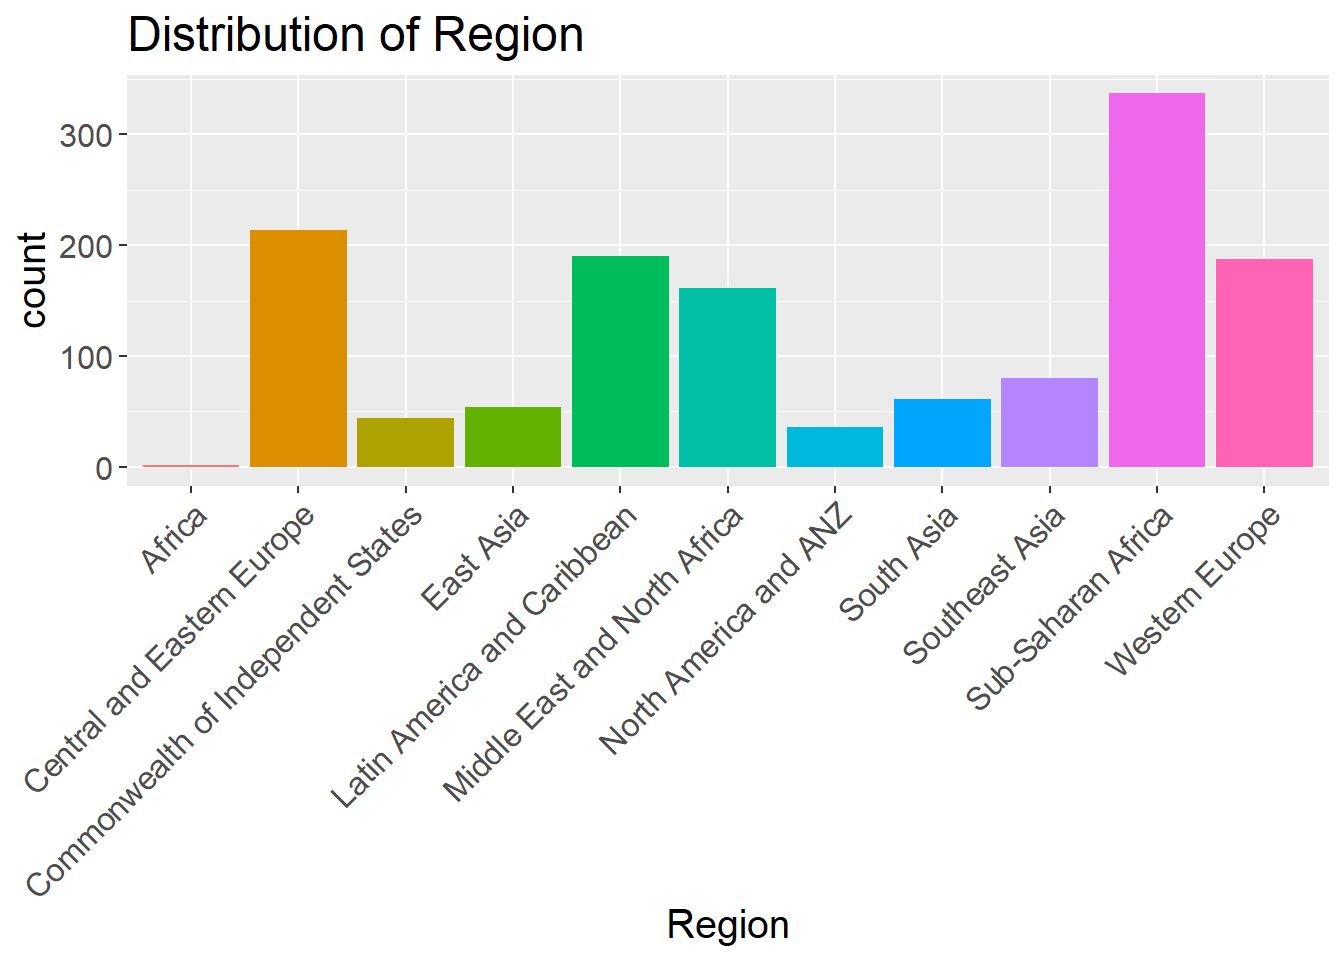 Distribution of Region
count
300
200
100
0
Africa
Central and Eastern Europe
Commonwealth of Independent States
East Asia
Latin America and Caribbean
Middle East and North Africa
North America and ANZ
South Asia
Southeast Asia
Sub-Saharan Africa
Western Europe
Region